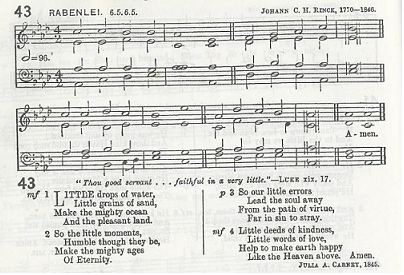 43 RABENLEI. 6.5.6.5. JOHANN C. H. RINCK, 1770–1846.
=96.
A - men.
43 "Thou good servant . . . faithful in a very little."—LUKE xix. 17.
mf 1 LITTLE drops of water,
Little grains of sand,
Make the mighty ocean
And the pleasant land.
2 So the little moments,
Humble though they be,
Make the mighty ages
Of Eternity.
p 3 So our little errors
Lead the soul away
From the path of virtue,
Far in sin to stray.
mf 4 Little deeds of kindness,
Little words of love,
Help to make earth happy
Like the Heaven above. Amen.
JULIA A. CARNEY, 1845.